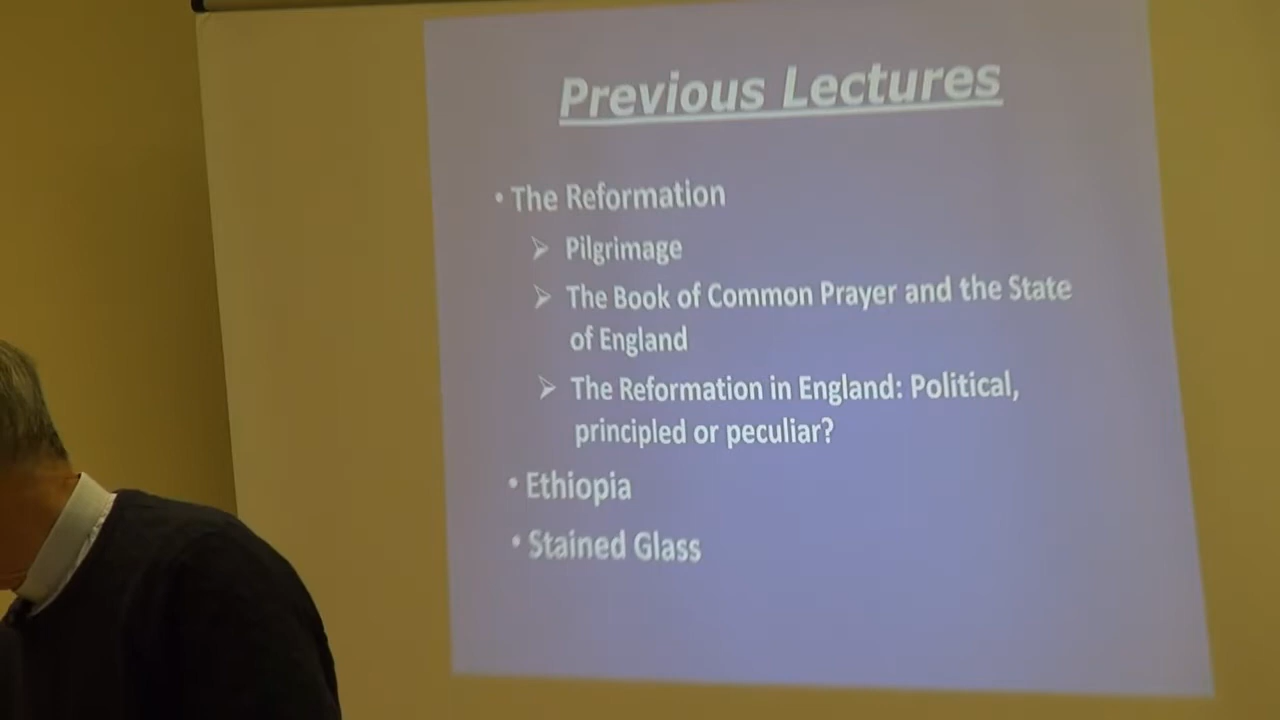 Previous Lectures
• The Reformation
➢ Pilgrimage
➢ The Book of Common Prayer and the State
of England
➢ The Reformation in England: Political,
principled or peculiar?
• Ethiopia
• Stained Glass